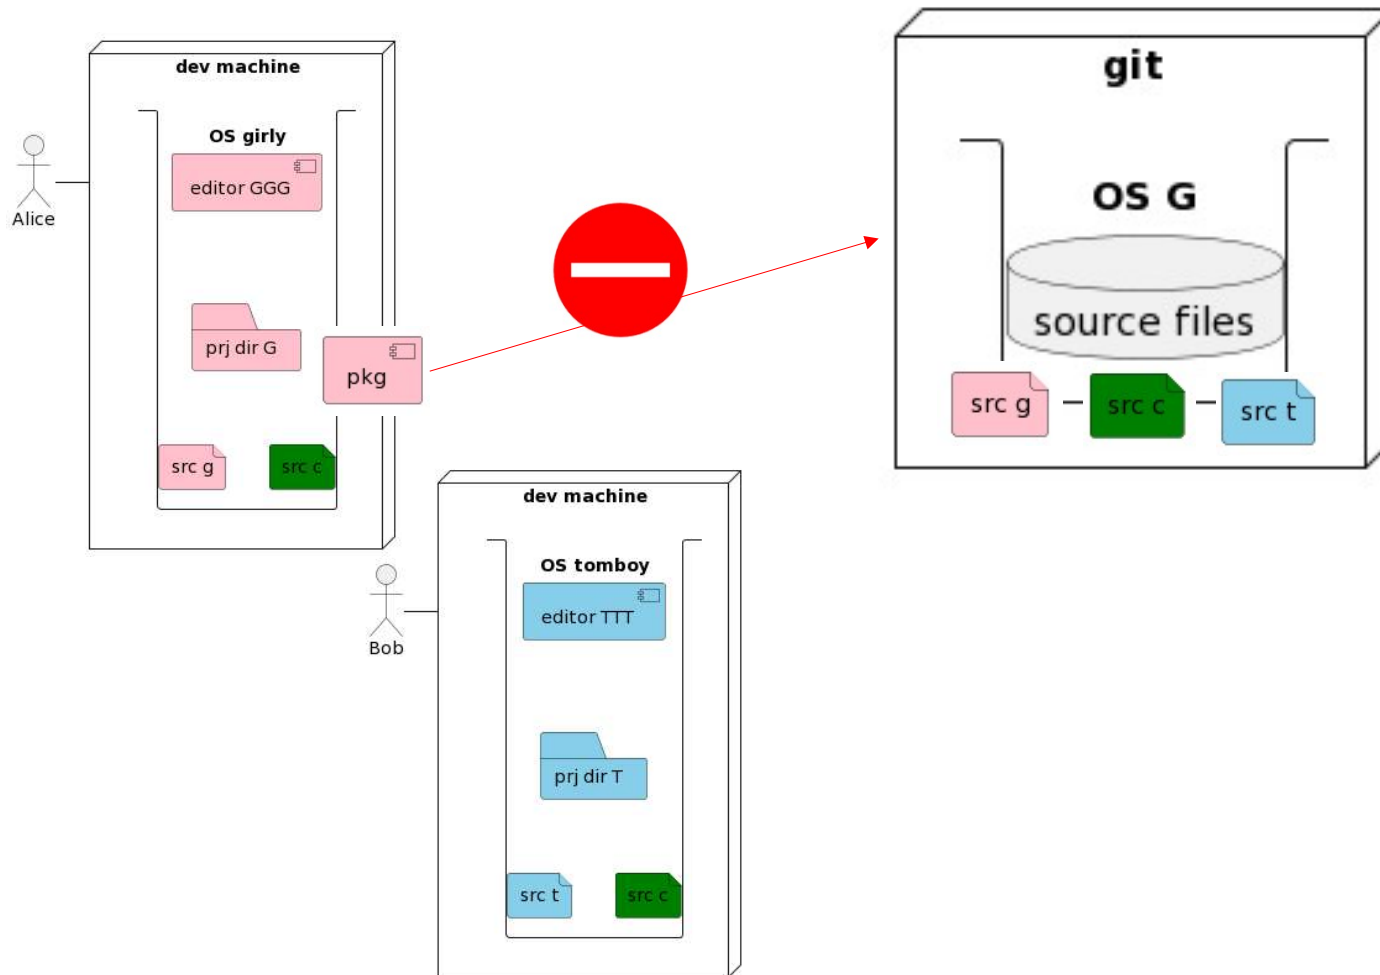 dev machine
OS girly
editor GGG
Alice
prj dir G
pkg
src g
src c
git
OS G
source files
src g
src c
src t
dev machine
OS tomboy
editor TTT
Bob
prj dir T
src t
src c